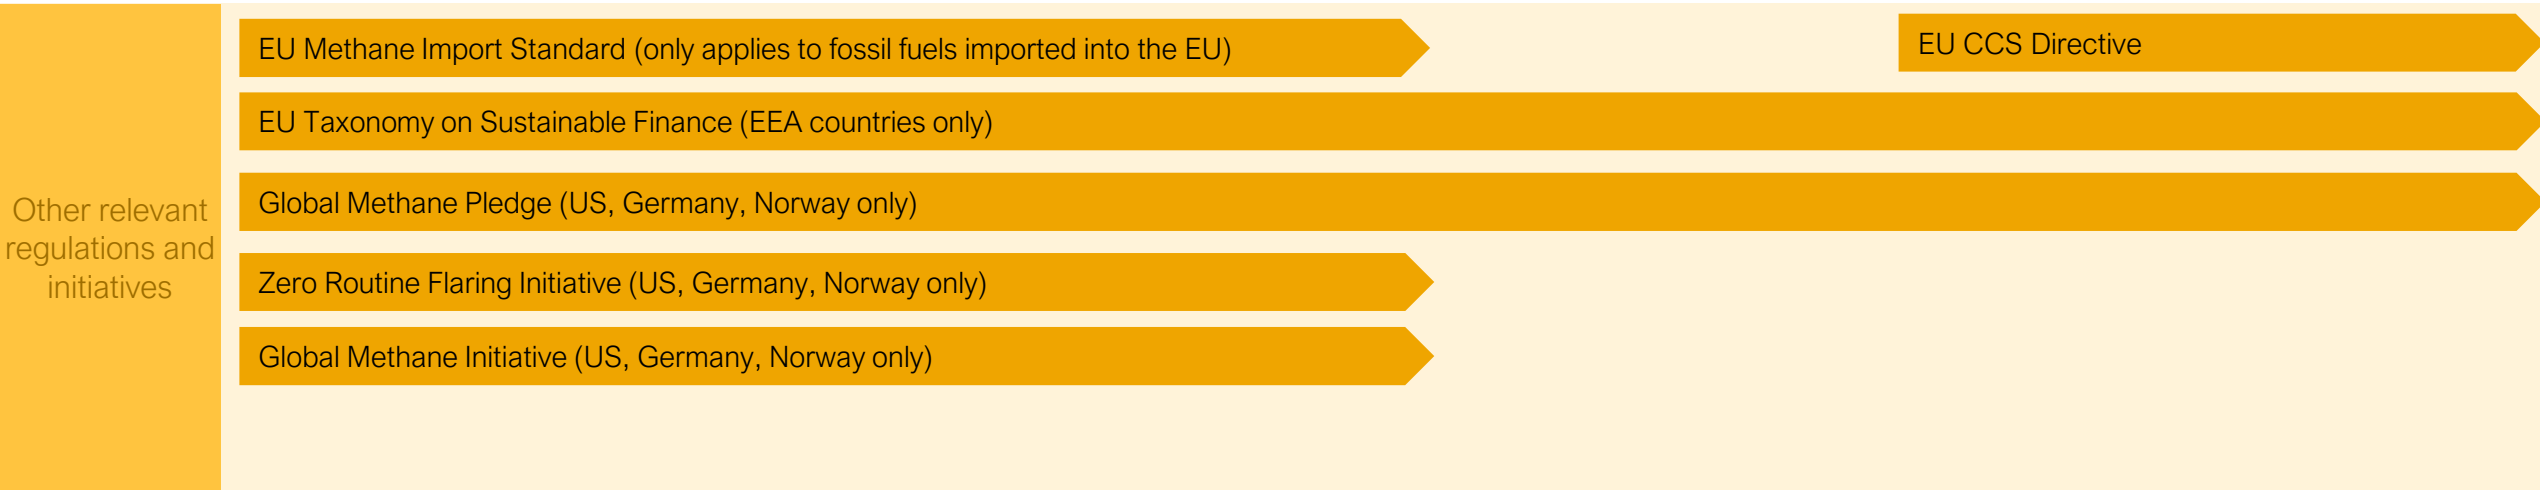 Other relevant
regulations and
initiatives
EU Methane Import Standard (only applies to fossil fuels imported into the EU)
EU CCS Directive
EU Taxonomy on Sustainable Finance (EEA countries only)
Global Methane Pledge (US, Germany, Norway only)
Zero Routine Flaring Initiative (US, Germany, Norway only)
Global Methane Initiative (US, Germany, Norway only)